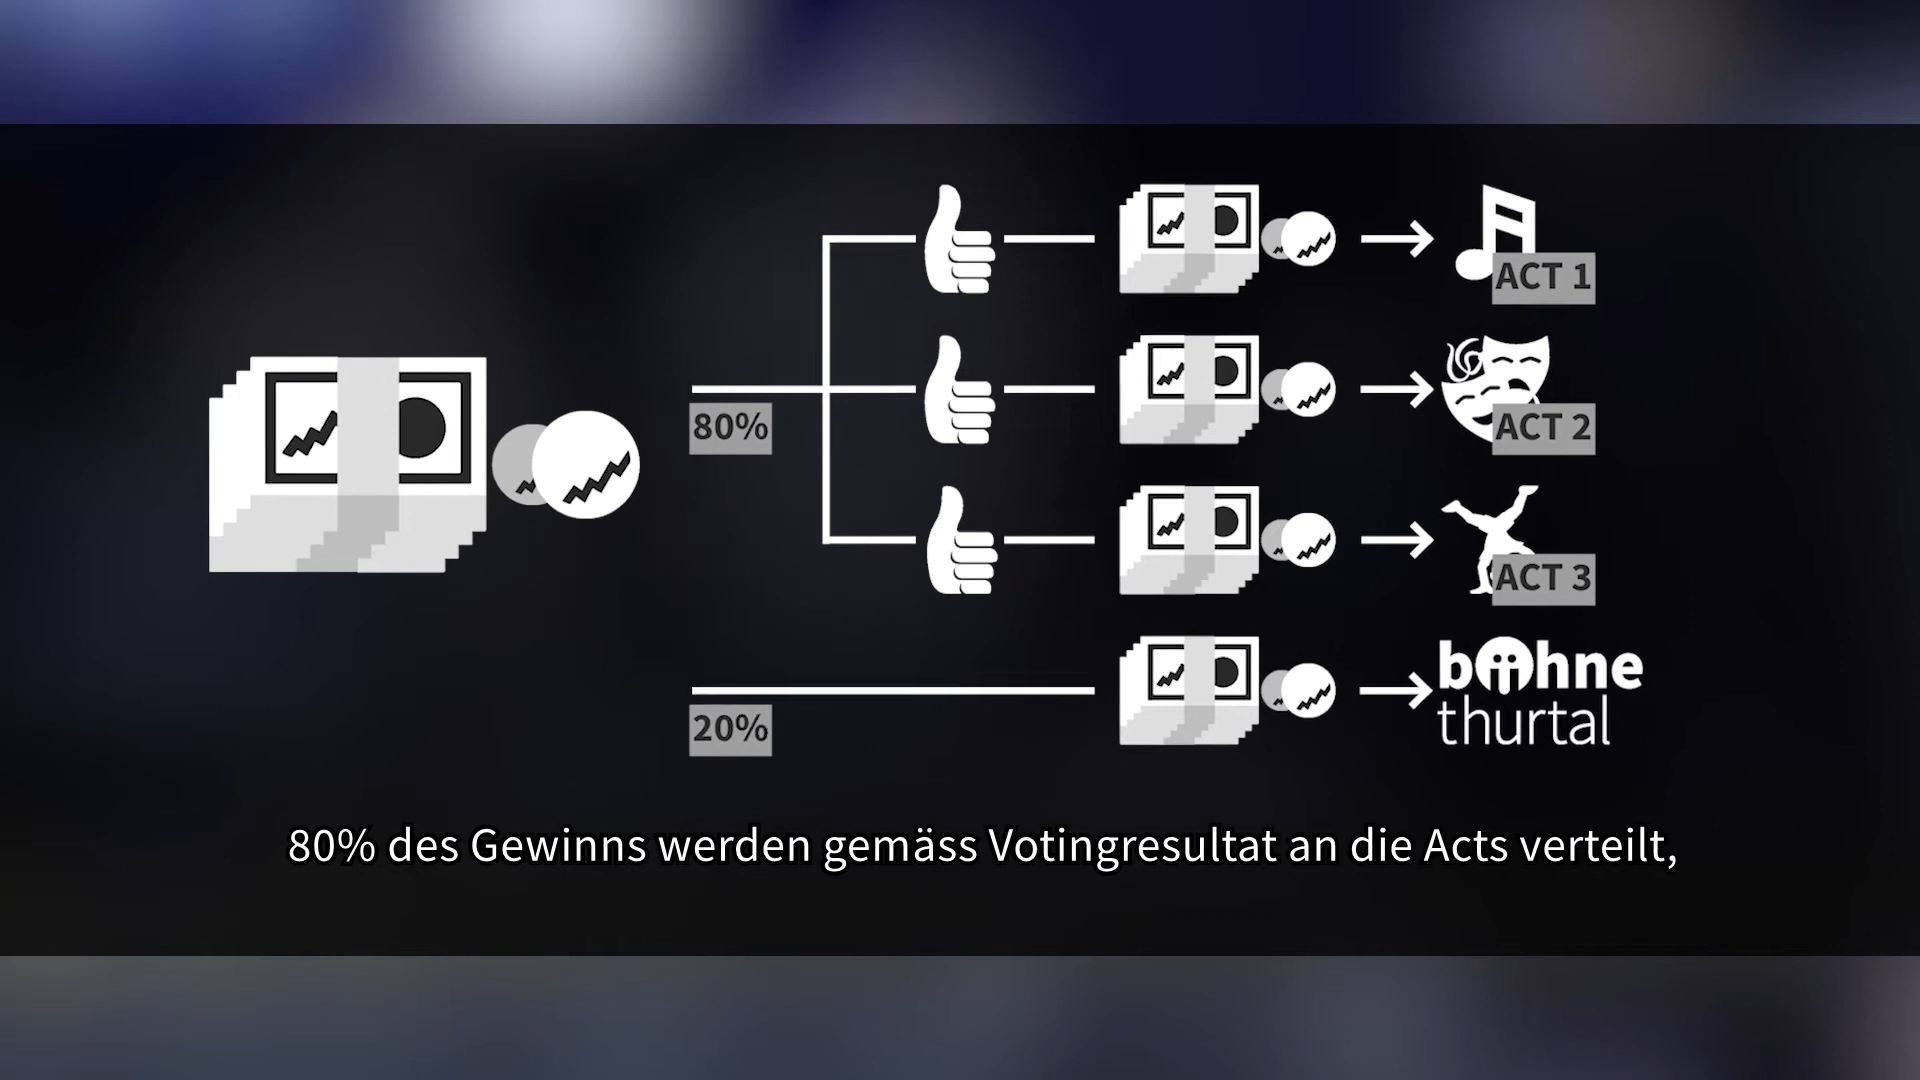 ACT 1
80%
ACT 2
ACT 3
bühne
thurtal
20%
80% des Gewinns werden gemäss Votingresultat an die Acts verteilt,